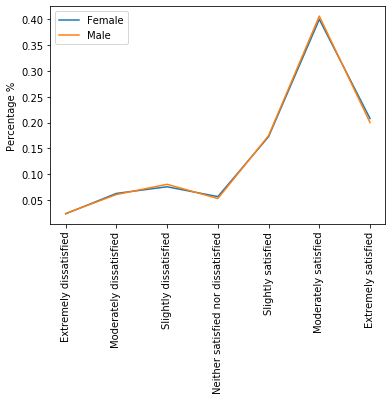 Female
Male
Percentage %
0.40
0.35
0.30
0.25
0.20
0.15
0.10
0.05
Extremely dissatisfied
Moderately dissatisfied
Slightly dissatisfied
Neither satisfied nor dissatisfied
Slightly satisfied
Moderately satisfied
Extremely satisfied